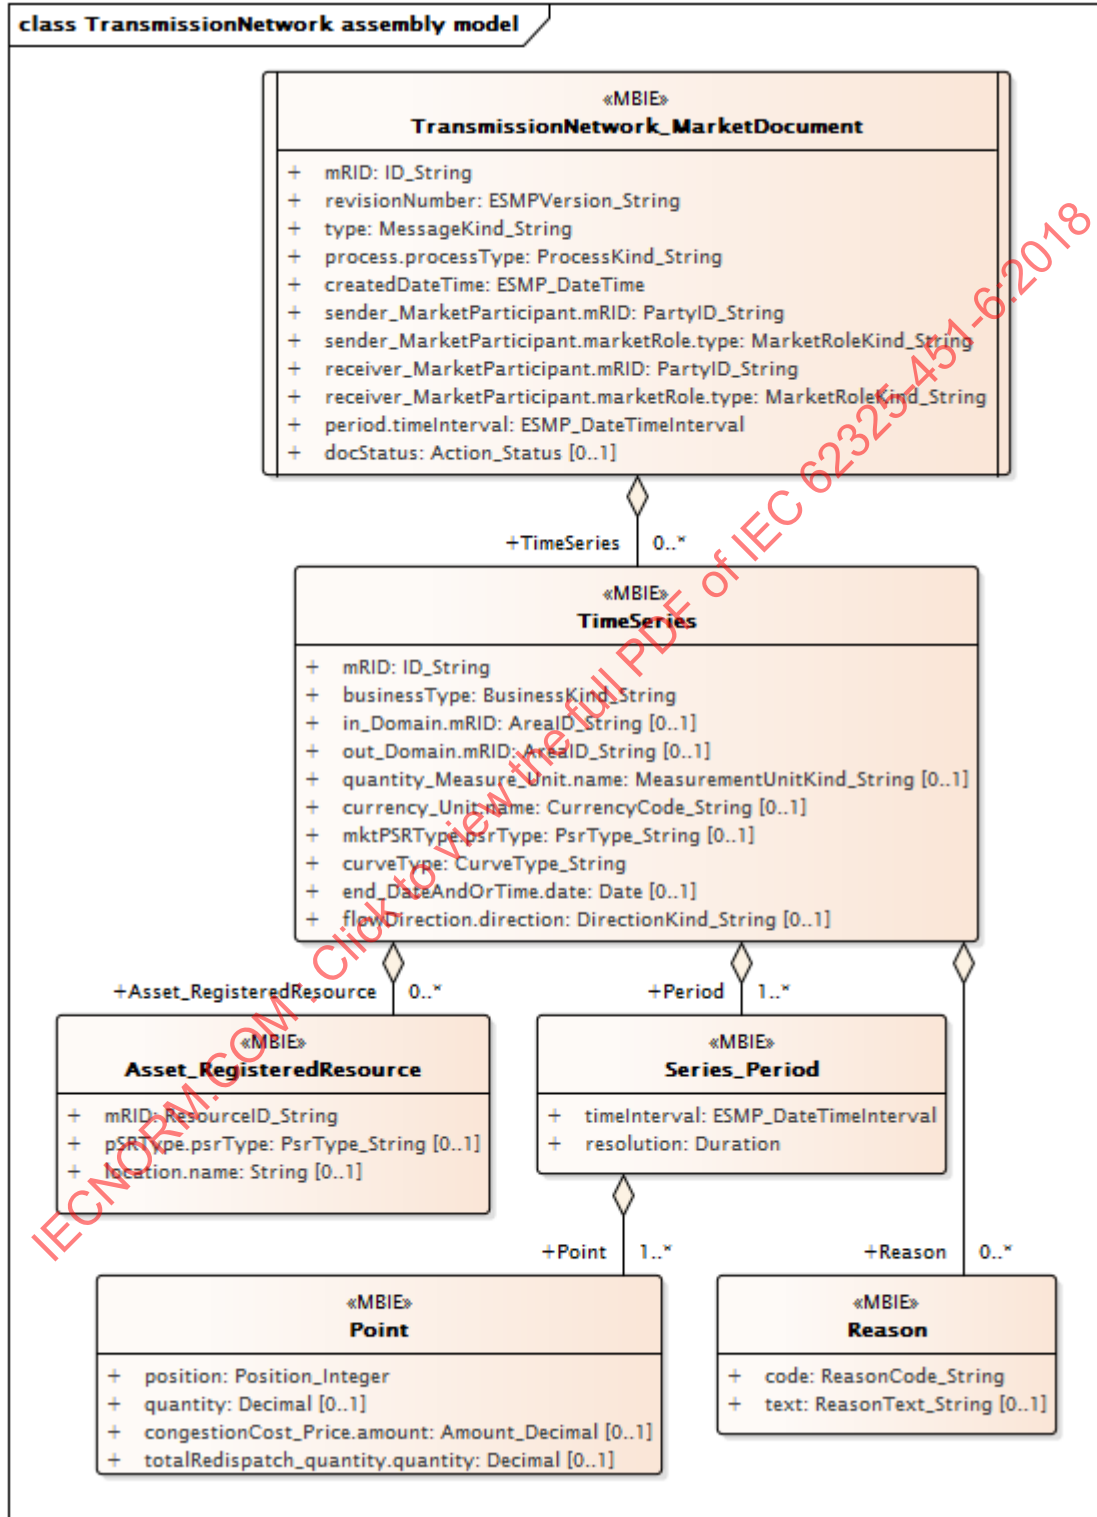 class TransmissionNetwork assembly model
«MBIE»
TransmissionNetwork_MarketDocument
+ mRID: ID_String
+ revisionNumber: ESMPVersion_String
+ type: MessageKind_String
+ process.processType: ProcessKind_String
+ createdDateTime: ESMP_DateTime
+ sender_MarketParticipant.mRID: PartyID_String
+ sender_MarketParticipant.marketRole.type: MarketRoleKind_String
+ receiver_MarketParticipant.mRID: PartyID_String
+ receiver_MarketParticipant.marketRole.type: MarketRoleKind_String
+ period.timeInterval: ESMP_DateTimeInterval
+ docStatus: Action_Status [0..1]
+TimeSeries 0..*
«MBIE»
TimeSeries
+ mRID: ID_String
+ businessType: BusinessKind_String
+ in_Domain.mRID: AreaID_String [0..1]
+ out_Domain.mRID: AreaID_String [0..1]
+ quantity_Measure_Unit.name: MeasurementUnitKind_String [0..1]
+ currency_Unit.name: CurrencyCode_String [0..1]
+ mktPSRType.psrType: PsrType_String [0..1]
+ curveType: CurveType_String
+ end_DateAndOrTime.date: Date [0..1]
+ flowDirection.direction: DirectionKind_String [0..1]
+Asset_RegisteredResource 0..*
+Period 1..*
«MBIE»
Asset_RegisteredResource
+ mRID: ResourceID_String
+ pSRType.psrType: PsrType_String [0..1]
+ location.name: String [0..1]
«MBIE»
Series_Period
+ timeInterval: ESMP_DateTimeInterval
+ resolution: Duration
+Point 1..*
+Reason 0..*
«MBIE»
Point
+ position: Position_Integer
+ quantity: Decimal [0..1]
+ congestionCost_Price.amount: Amount_Decimal [0..1]
+ totalRedispatch_quantity.quantity: Decimal [0..1]
«MBIE»
Reason
+ code: ReasonCode_String
+ text: ReasonText_String [0..1]
IECNORM.COM : Click to view the full PDF of IEC 62325-451-6:2018